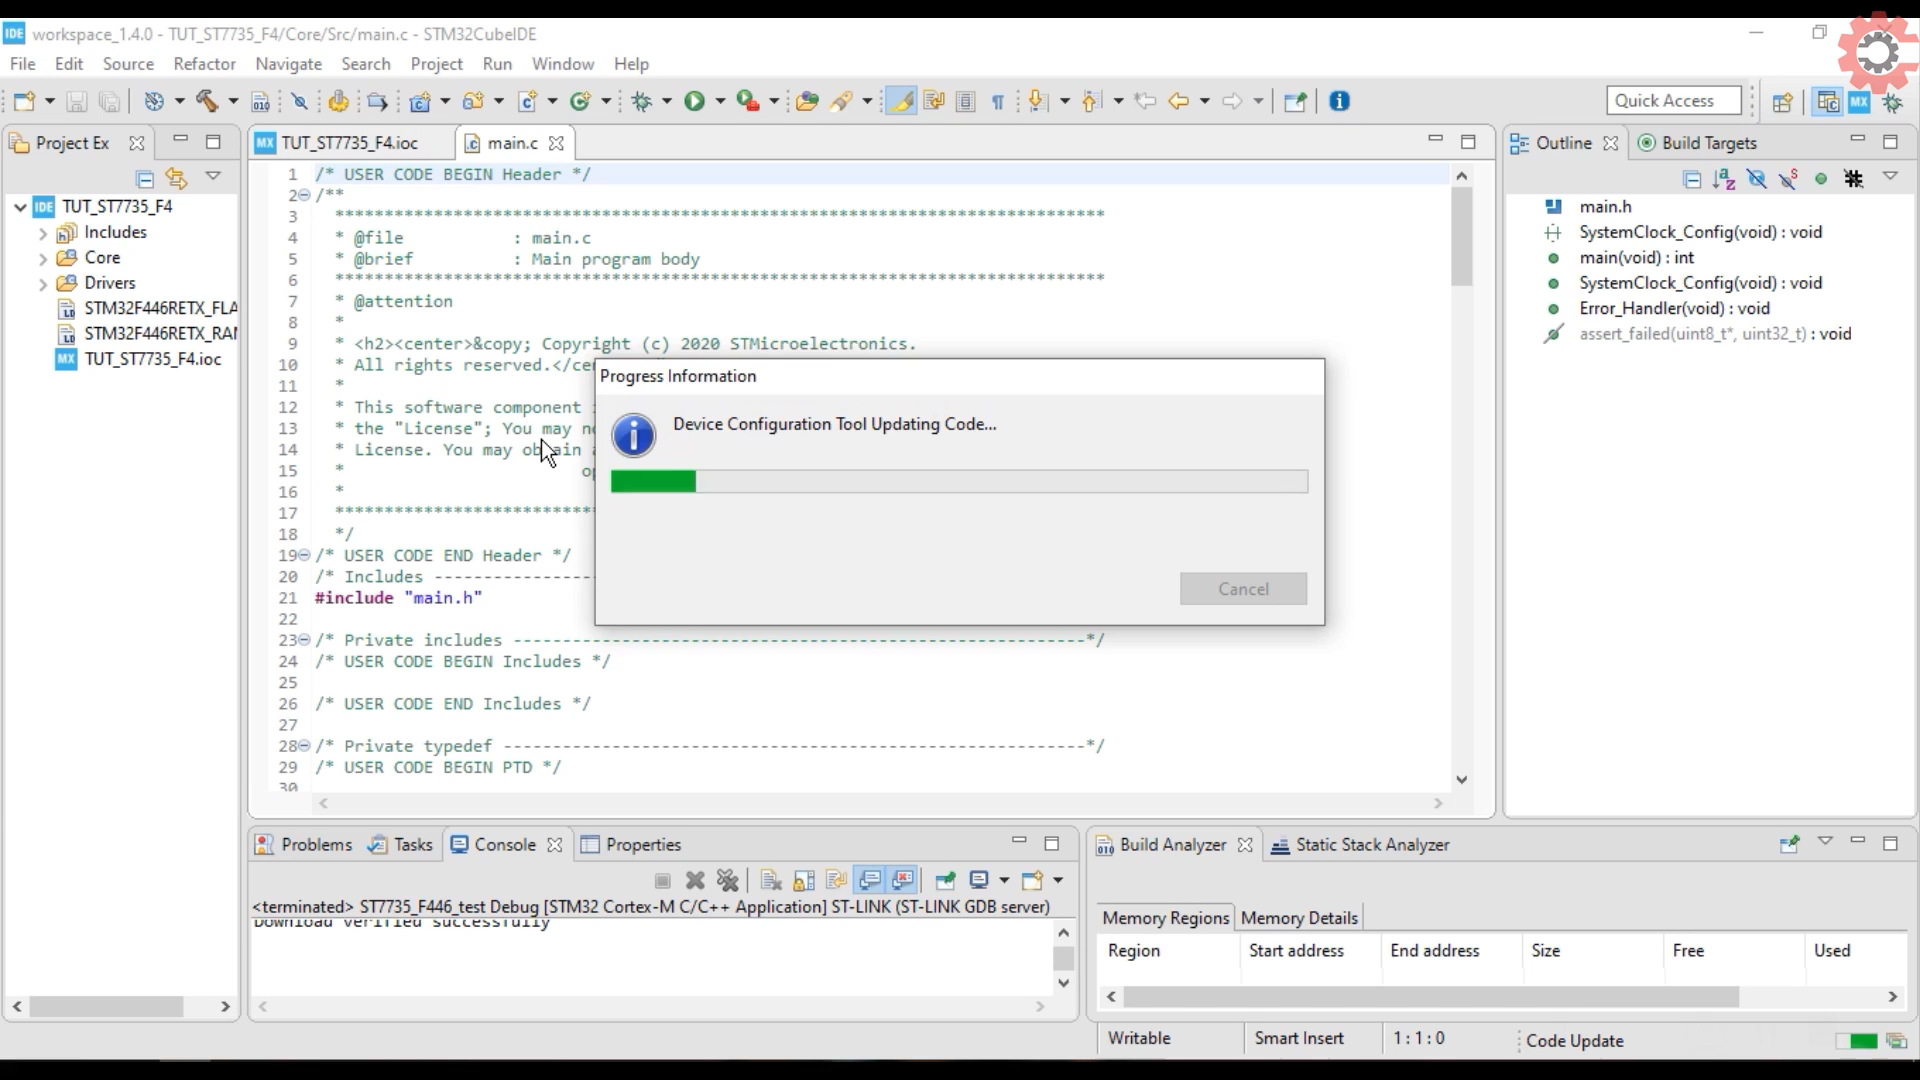 IDE workspace_1.4.0 - TUT_ST7735_F4/Core/Src/main.c - STM32CubeIDE
File Edit Source Refactor Navigate Search Project Run Window Help
Quick Access
MX
Project Ex
IDE TUT_ST7735_F4
Includes
Core
Drivers
STM32F446RETX_FLA
STM32F446RETX_RAM
MX TUT_ST7735_F4.ioc
MX TUT_ST7735_F4.ioc
main.c
1 /* USER CODE BEGIN Header */
2 /**
3 ******************************************************************************
4 * @file : main.c
5 * @brief : Main program body
6 ******************************************************************************
7 * @attention
8 *
9 * <h2><center>&copy; Copyright (c) 2020 STMicroelectronics.
10 * All rights reserved.</ce
11 *
12 * This software component
13 * the "License"; You may
14 * License. You may obtain
15 *
16 *
17 ****************************
18 */
19 /* USER CODE END Header */
20 /* Includes ----------------
21 #include "main.h"
22
23 /* Private includes ----------------------------------------------------------*/
24 /* USER CODE BEGIN Includes */
25
26 /* USER CODE END Includes */
27
28 /* Private typedef -----------------------------------------------------------*/
29 /* USER CODE BEGIN PTD */
30
Progress Information
Device Configuration Tool Updating Code...
Cancel
Outline
Build Targets
main.h
SystemClock_Config(void) : void
main(void) : int
SystemClock_Config(void) : void
Error_Handler(void) : void
assert_failed(uint8_t*, uint32_t) : void
Problems Tasks Console Properties
<terminated> ST7735_F446_test Debug [STM32 Cortex-M C/C++ Application] ST-LINK (ST-LINK GDB server)
Download verified successfully
Build Analyzer Static Stack Analyzer
Memory Regions Memory Details
Region Start address End address Size Free Used
Writable Smart Insert 1 : 1 : 0 Code Update